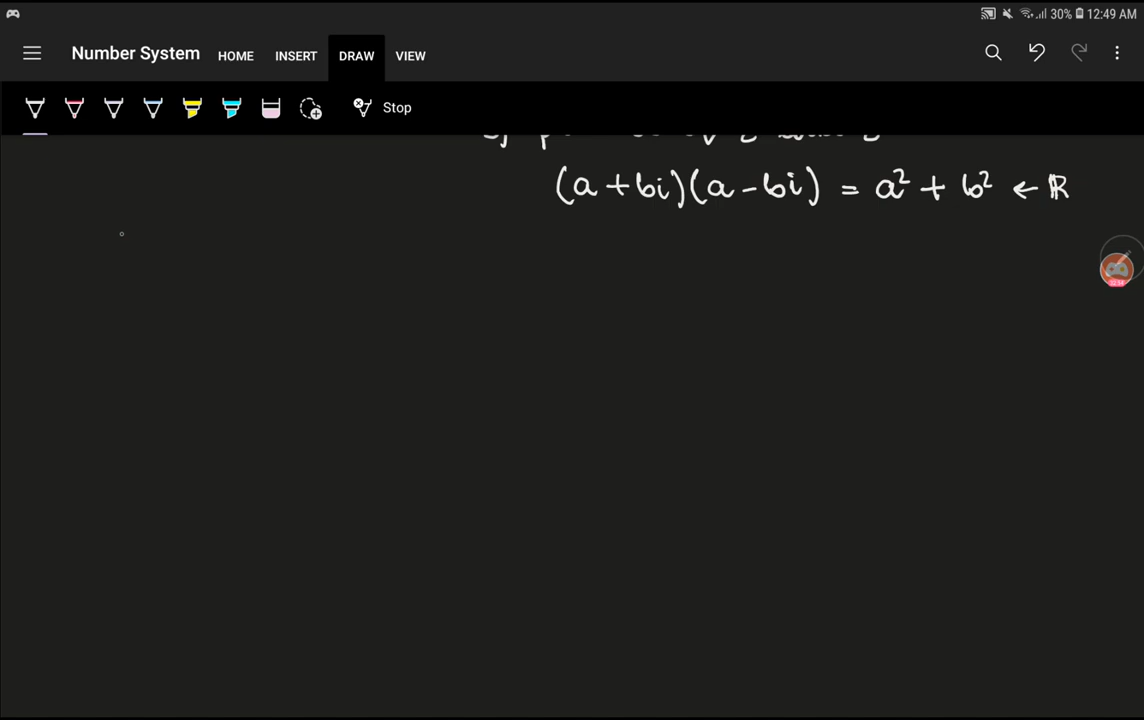 30% 12:49 AM
Number System HOME INSERT DRAW VIEW
Stop
(a + bi)(a - bi) = a² + b² ← ℝ